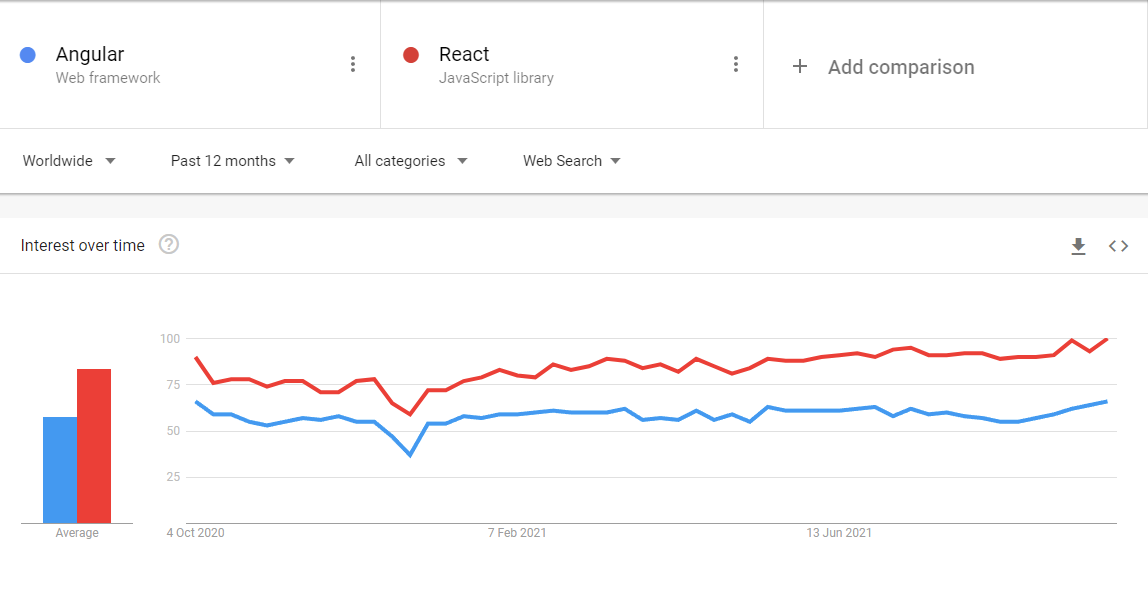 Angular
Web framework
React
JavaScript library
+ Add comparison
Worldwide
Past 12 months
All categories
Web Search
Interest over time ?
100
75
50
25
Average
4 Oct 2020
7 Feb 2021
13 Jun 2021